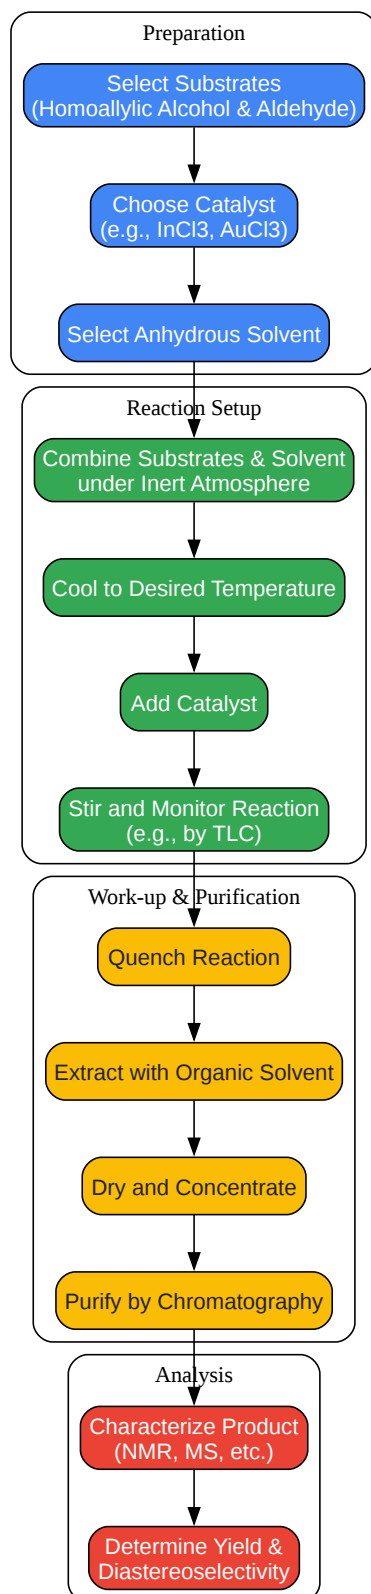 Preparation
Select Substrates
(Homoallylic Alcohol & Aldehyde)
Choose Catalyst
(e.g., InCl3, AuCl3)
Select Anhydrous Solvent
Reaction Setup
Combine Substrates & Solvent
under Inert Atmosphere
Cool to Desired Temperature
Add Catalyst
Stir and Monitor Reaction
(e.g., by TLC)
Work-up & Purification
Quench Reaction
Extract with Organic Solvent
Dry and Concentrate
Purify by Chromatography
Analysis
Characterize Product
(NMR, MS, etc.)
Determine Yield &
Diastereoselectivity